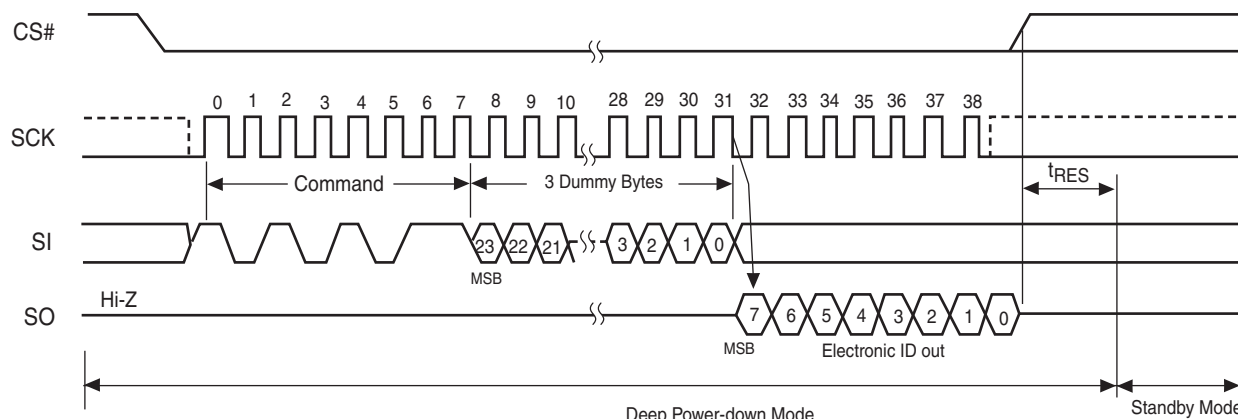 CS#
0 1 2 3 4 5 6 7 8 9 10 28 29 30 31 32 33 34 35 36 37 38
SCK
tRES
Command
3 Dummy Bytes
SI
23 22 21 3 2 1 0
MSB
Hi-Z
SO
7 6 5 4 3 2 1 0
MSB
Electronic ID out
Deep Power-down Mode
Standby Mode